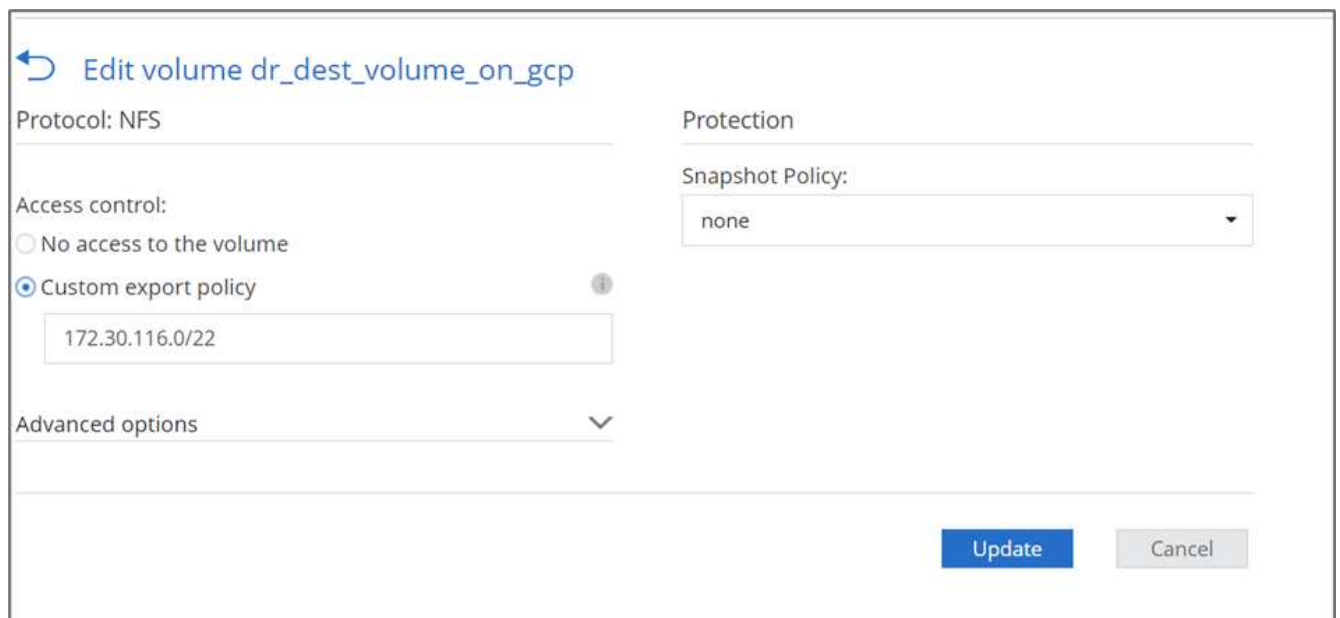 Edit volume dr_dest_volume_on_gcp
Protocol: NFS
Access control:
No access to the volume
Custom export policy
172.30.116.0/22
Advanced options
Protection
Snapshot Policy:
none
Update
Cancel